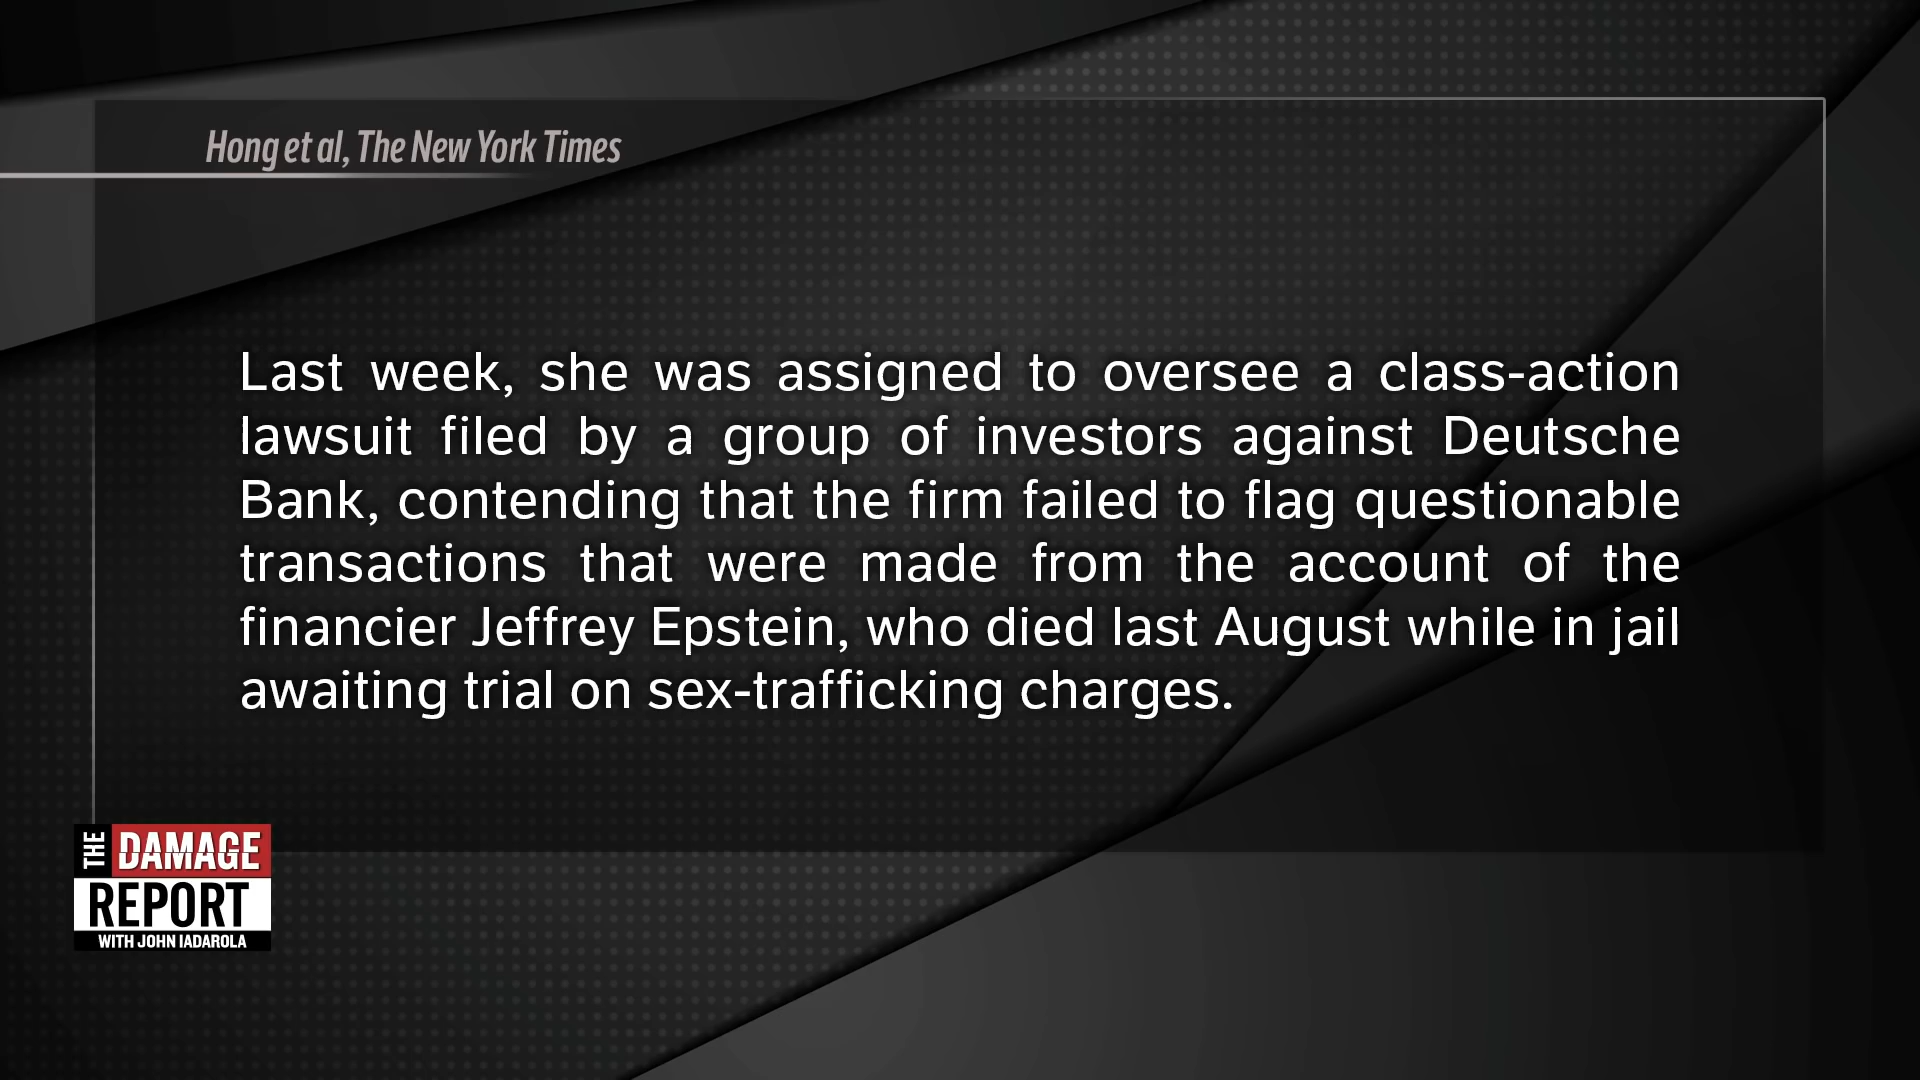 Hong et al, The New York Times
Last week, she was assigned to oversee a class-action
lawsuit filed by a group of investors against Deutsche
Bank, contending that the firm failed to flag questionable
transactions that were made from the account of the
financier Jeffrey Epstein, who died last August while in jail
awaiting trial on sex-trafficking charges.
THE DAMAGE
REPORT
WITH JOHN IADAROLA